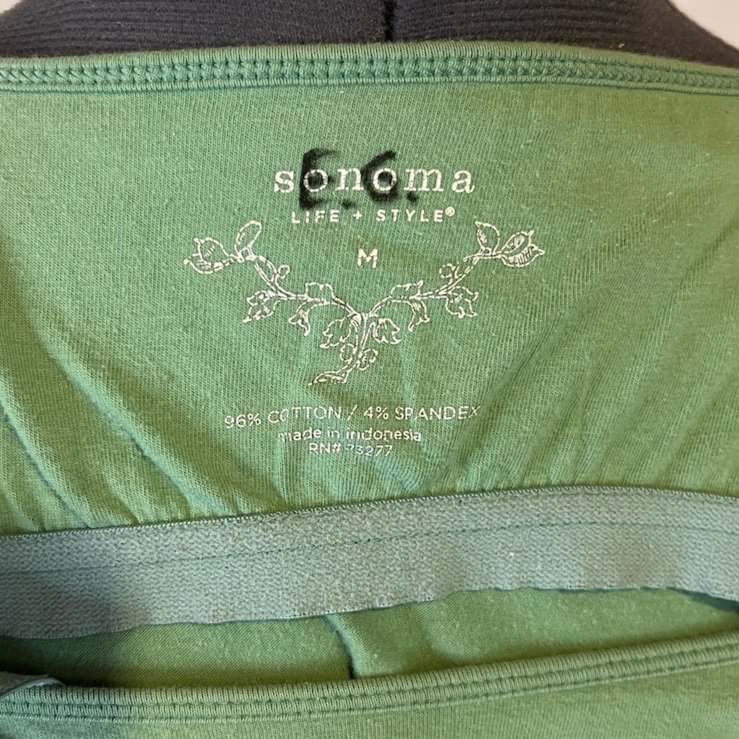 E.G.
sonoma
LIFE + STYLE®
M
96% COTTON / 4% SPANDEX
made in indonesia
RN# 73277